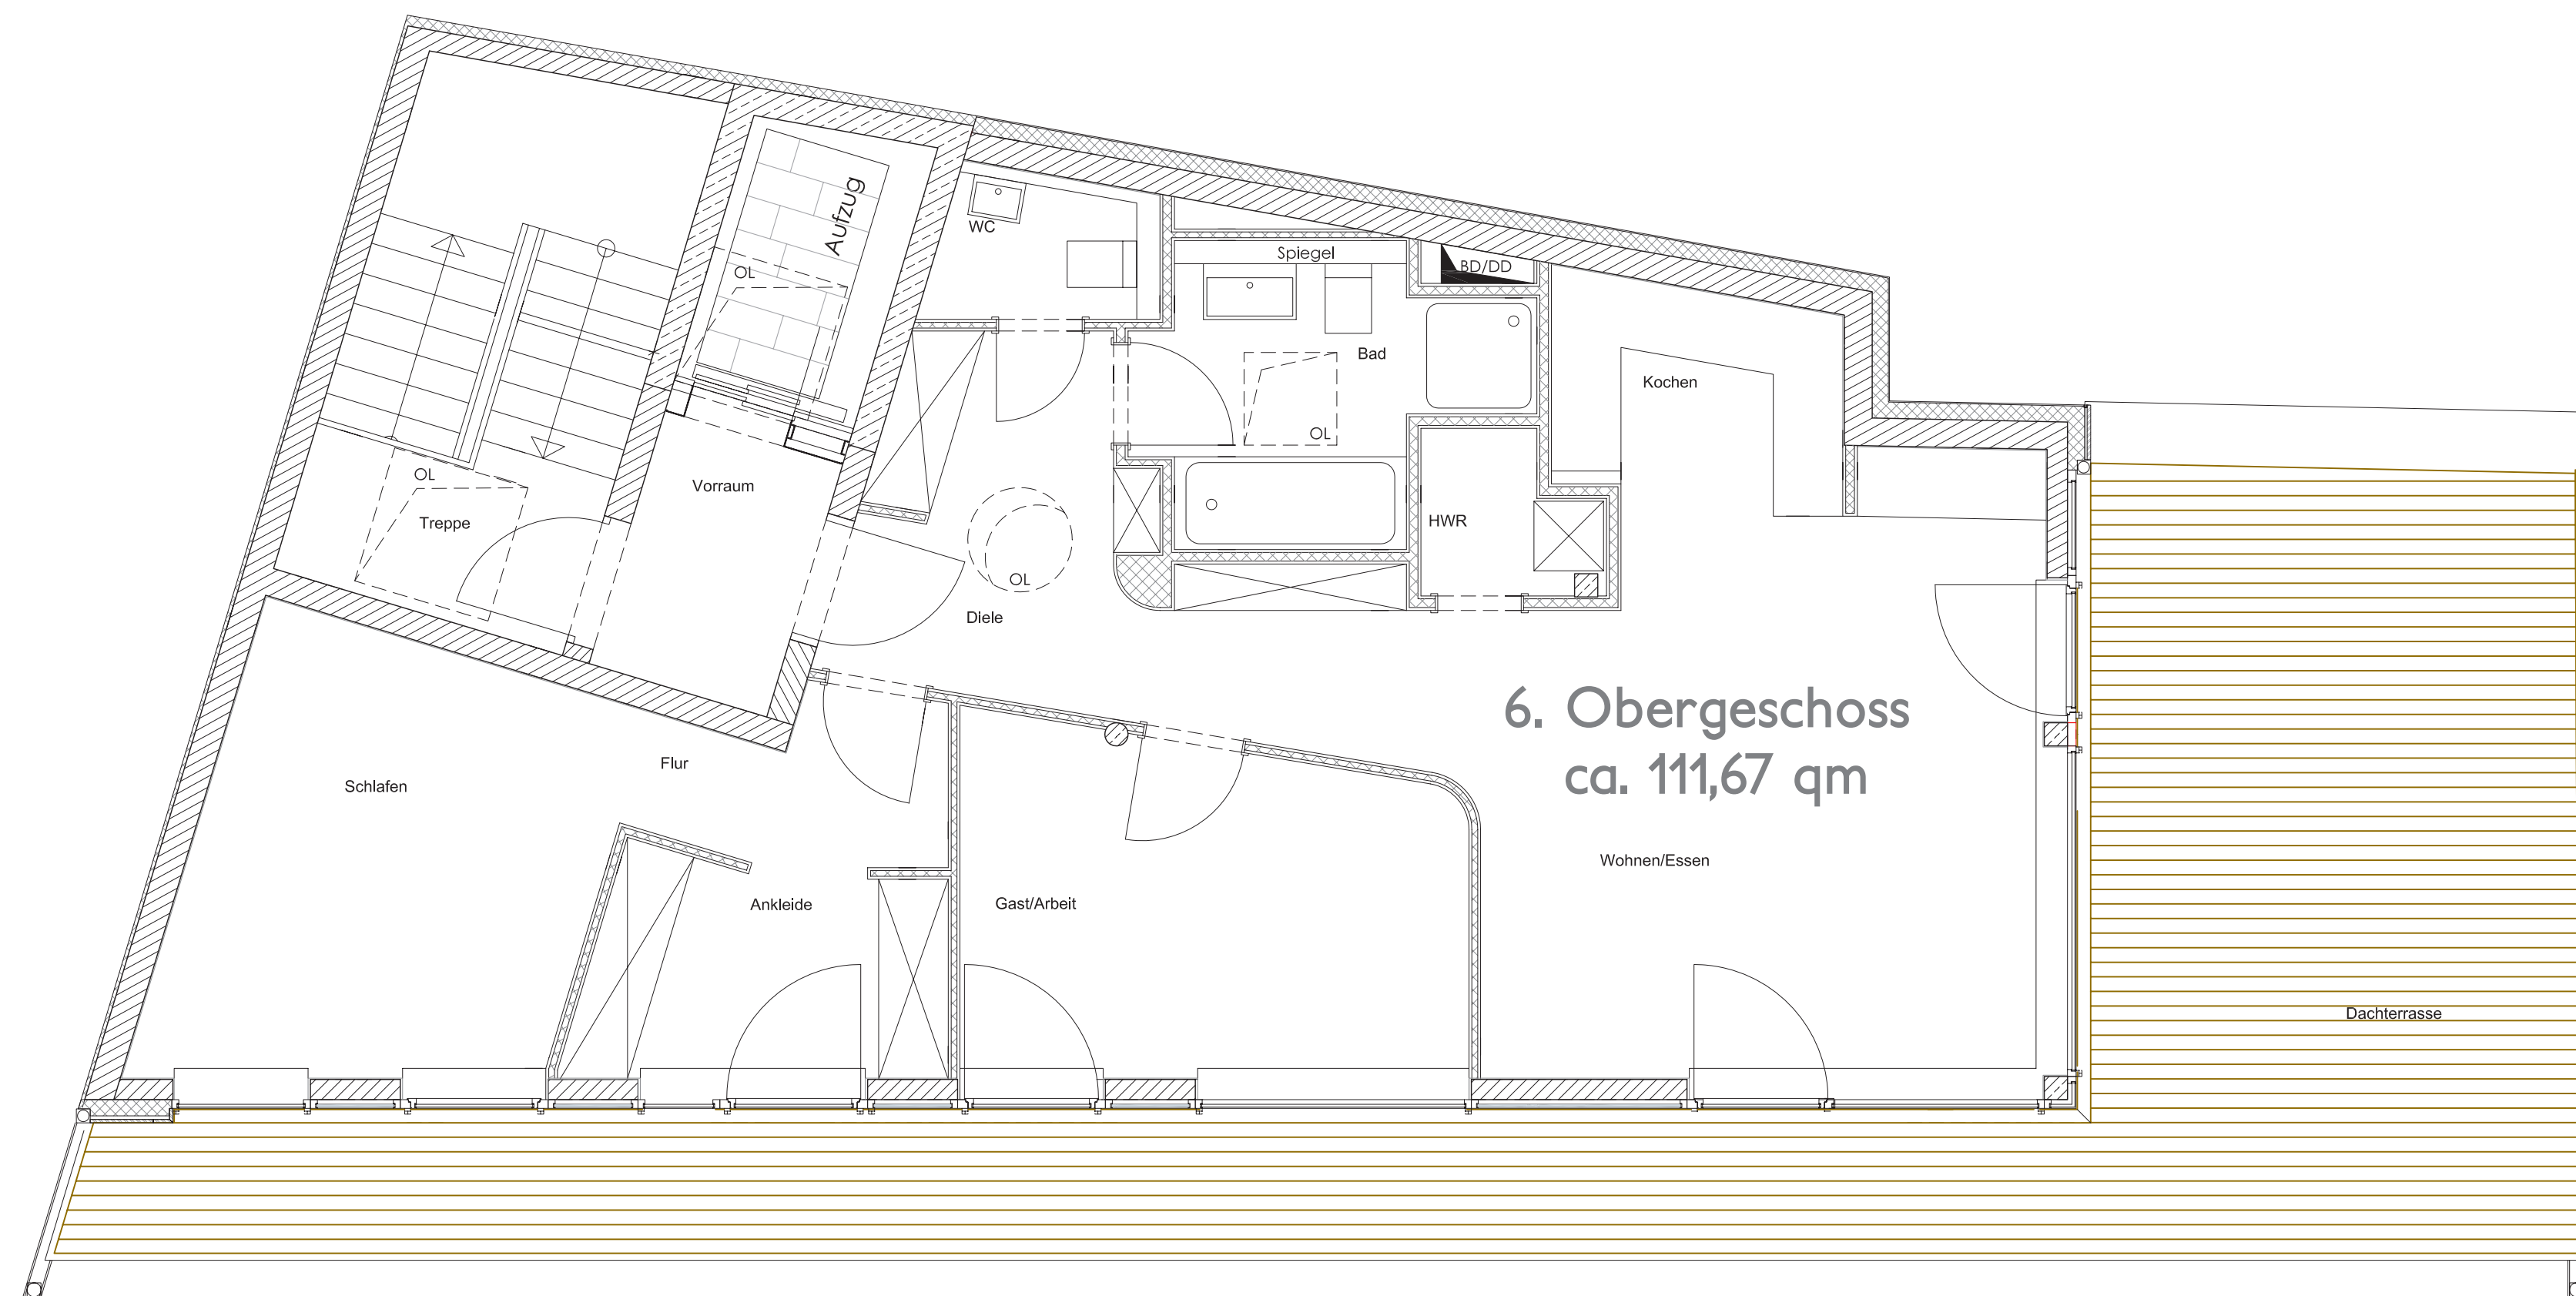 Aufzug
WC
OL
Spiegel
BD/DD
Bad
Kochen
OL
OL
Vorraum
Treppe
HWR
OL
Diele
6. Obergeschoss
ca. 111,67 qm
Flur
Schlafen
Wohnen/Essen
Ankleide
Gast/Arbeit
Dachterrasse